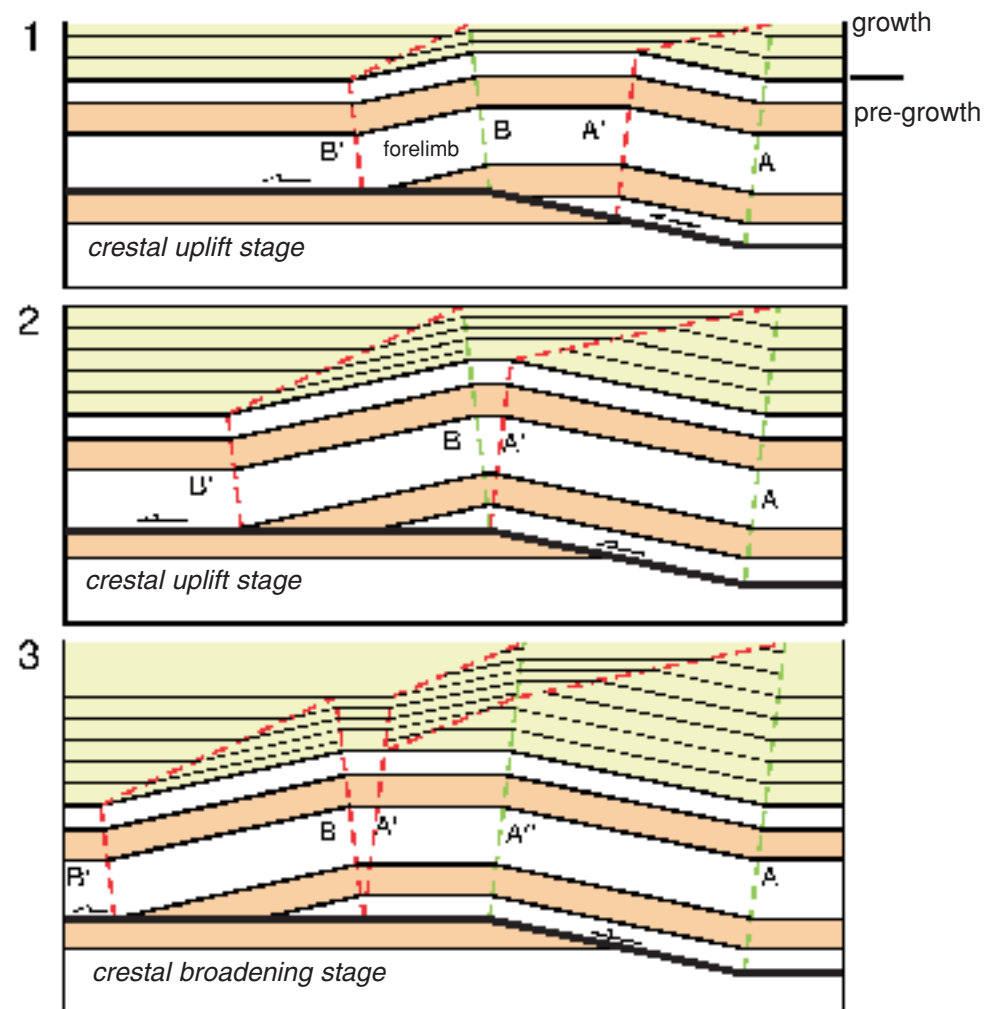 1
growth
pre-growth
B'
forelimb
B
A'
A
crestal uplift stage
2
B
A'
B'
A
crestal uplift stage
3
B
A'
A"
B'
A
crestal broadening stage